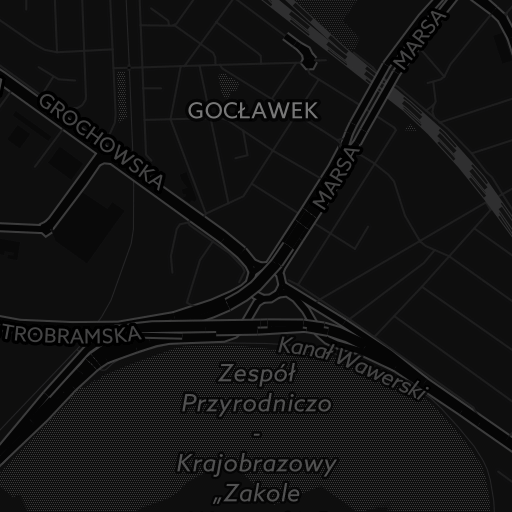 MARSA
GROCHOWSKA
GOCŁAWEK
MARSA
TROBRAMSKA
Kanał Wawerski
Zespół
Przyrodniczo
-
Krajobrazowy
„Zakole